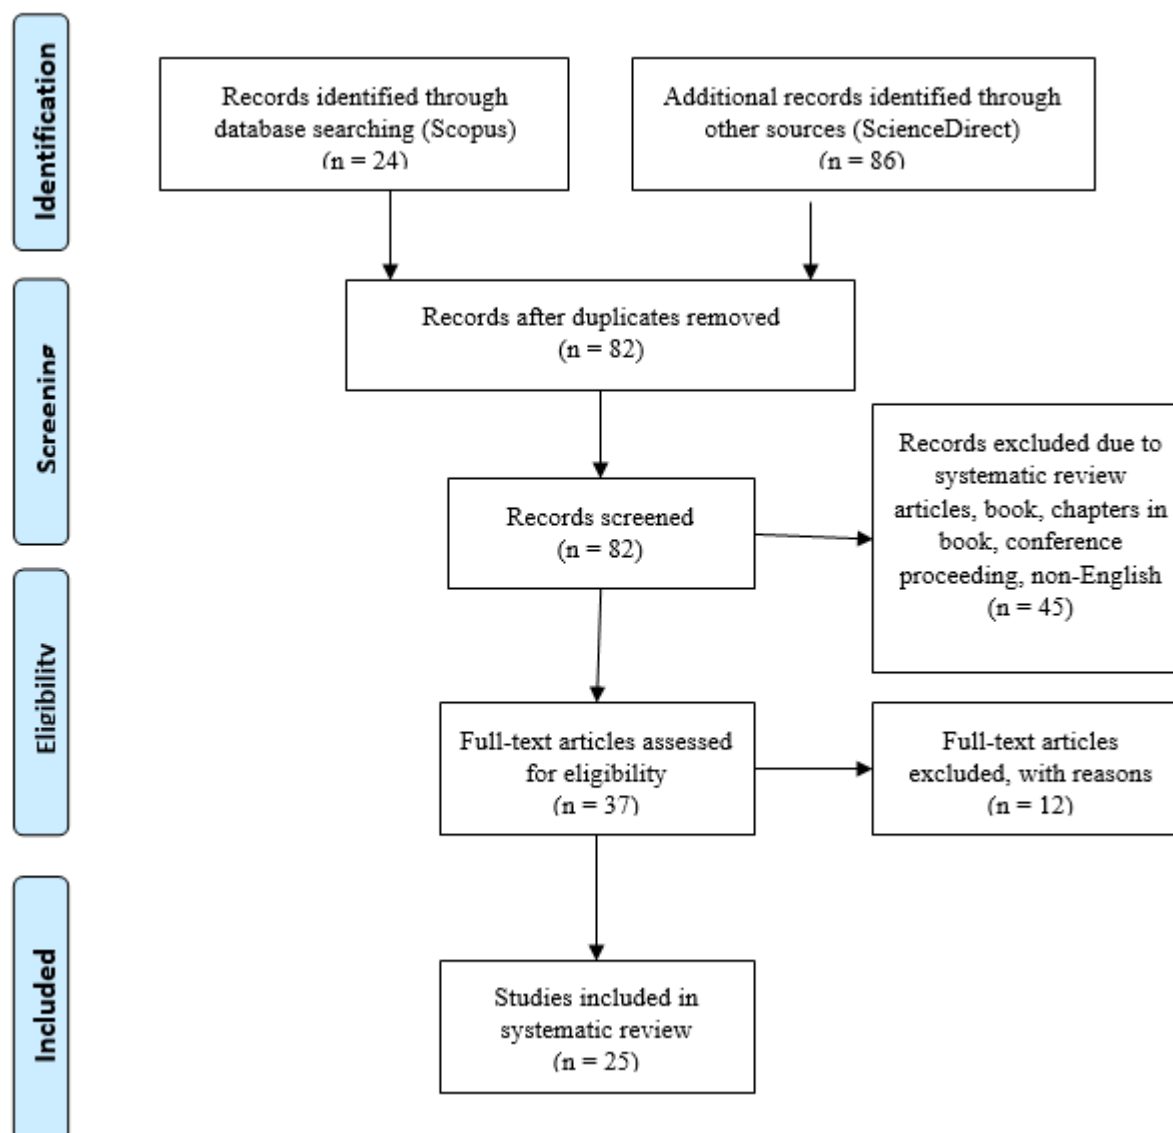 Identification
Records identified through
database searching (Scopus)
(n = 24)
Additional records identified through
other sources (ScienceDirect)
(n = 86)
Screening
Records after duplicates removed
(n = 82)
Records screened
(n = 82)
Records excluded due to
systematic review
articles, book, chapters in
book, conference
proceeding, non-English
(n = 45)
Eligibility
Full-text articles assessed
for eligibility
(n = 37)
Full-text articles
excluded, with reasons
(n = 12)
Included
Studies included in
systematic review
(n = 25)